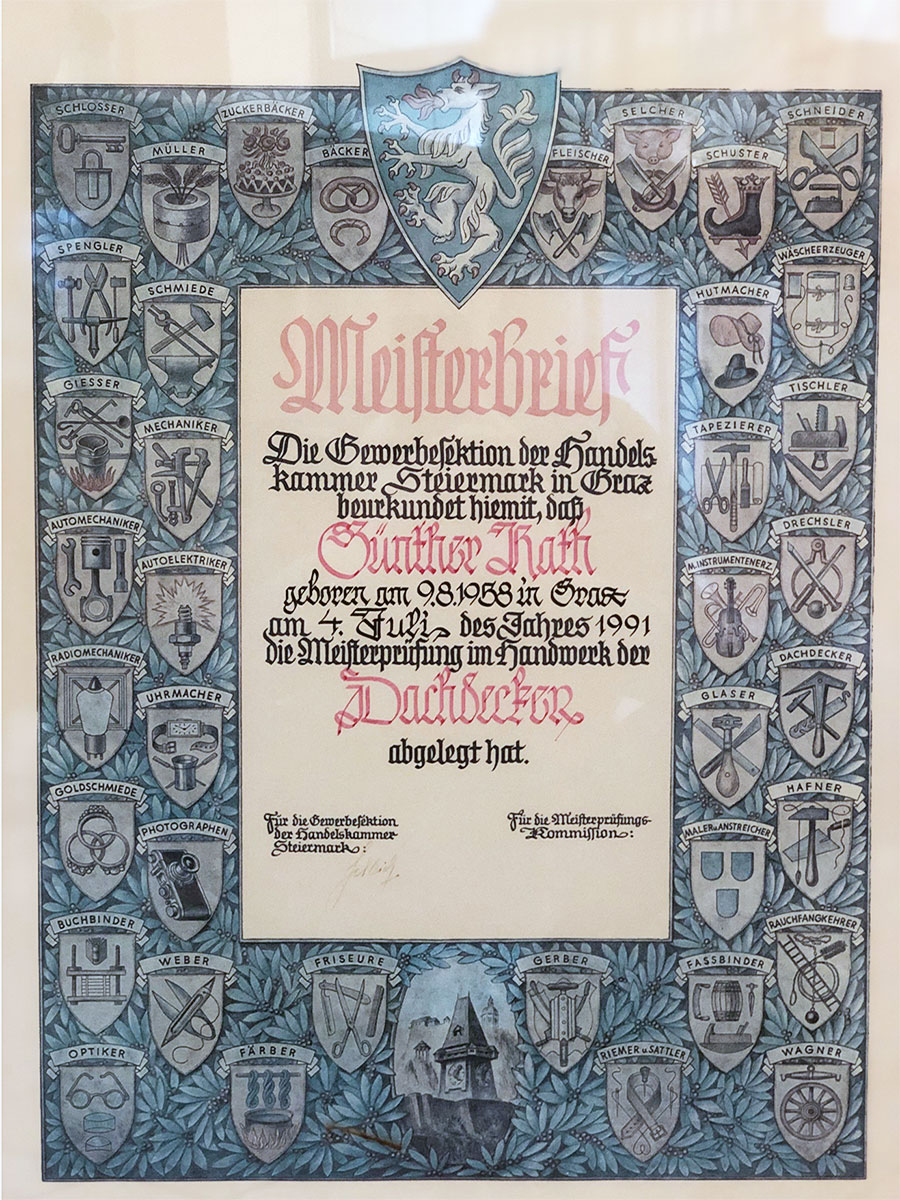 SCHLOSSER
MÜLLER
ZUCKERBÄCKER
BÄCKER
FLEISCHER
SELCHER
SCHUSTER
SCHNEIDER
SPENGLER
SCHMIEDE
HUTMACHER
WÄSCHEERZEUGER
GIESSER
MECHANIKER
TAPEZIERER
TISCHLER
AUTOMECHANIKER
AUTOELEKTRIKER
M.INSTRUMENTENERZ.
DRECHSLER
RADIOMECHANIKER
UHRMACHER
GLASER
DACHDECKER
GOLDSCHMIEDE
PHOTOGRAPHEN
MALER u. ANSTREICHER
HAFNER
BUCHBINDER
WEBER
FRISEURE
GERBER
FASSBINDER
RAUCHFANGKEHRER
OPTIKER
FÄRBER
RIEMER u. SATTLER
WAGNER
Meisterbrief
Die Gewerbesektion der Handels-
kammer Steiermark in Graz
beurkundet hiemit, daß
Günther Rath
geboren am 9.8.1938 in Graz
am 4. Juli des Jahres 1991
die Meisterprüfung im Handwerk der
Dachdecker
abgelegt hat.
Für die Gewerbesektion
der Handelskammer
Steiermark:
Für die Meisterprüfungs-
Kommission: